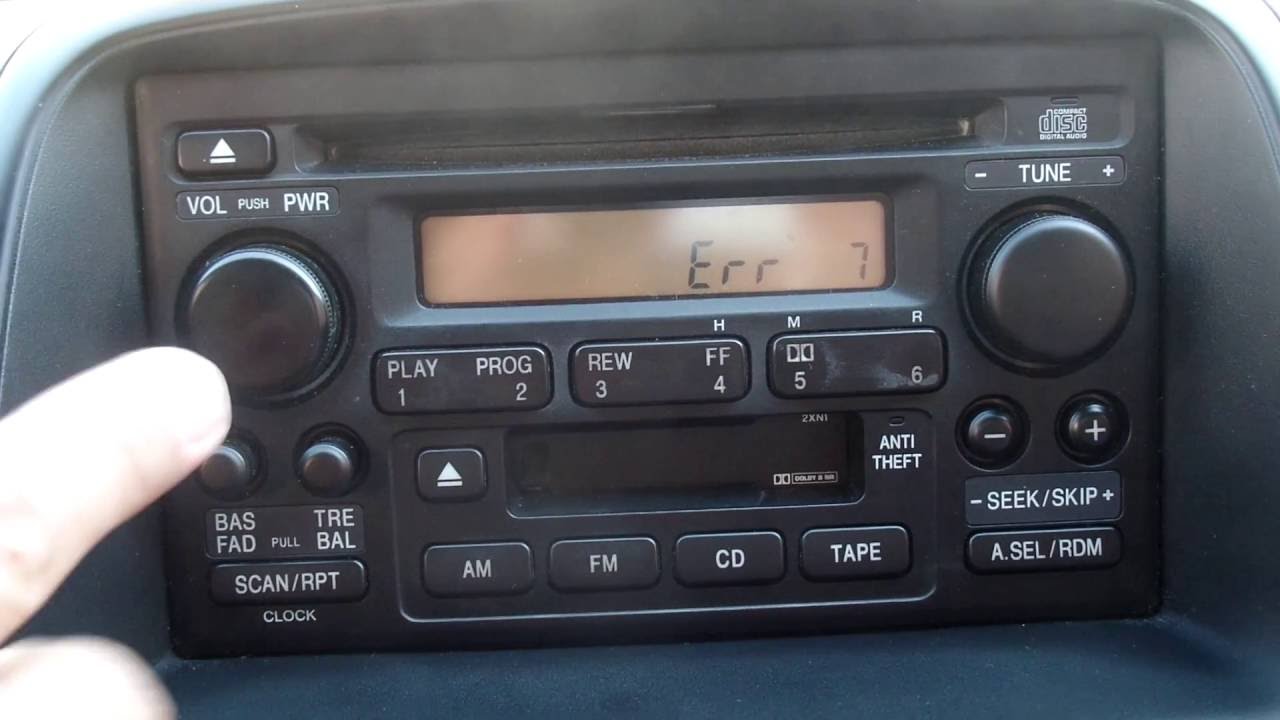 COMPACT
disc
DIGITAL AUDIO
- TUNE +
VOL PUSH PWR
Err 7
H M R
PLAY PROG REW FF
1 2 3 4 5 6
2XN1
ANTI
THEFT
DOLBY B NR
- SEEK/SKIP +
BAS TRE
FAD PULL BAL
A.SEL/RDM
AM FM CD TAPE
SCAN/RPT
CLOCK